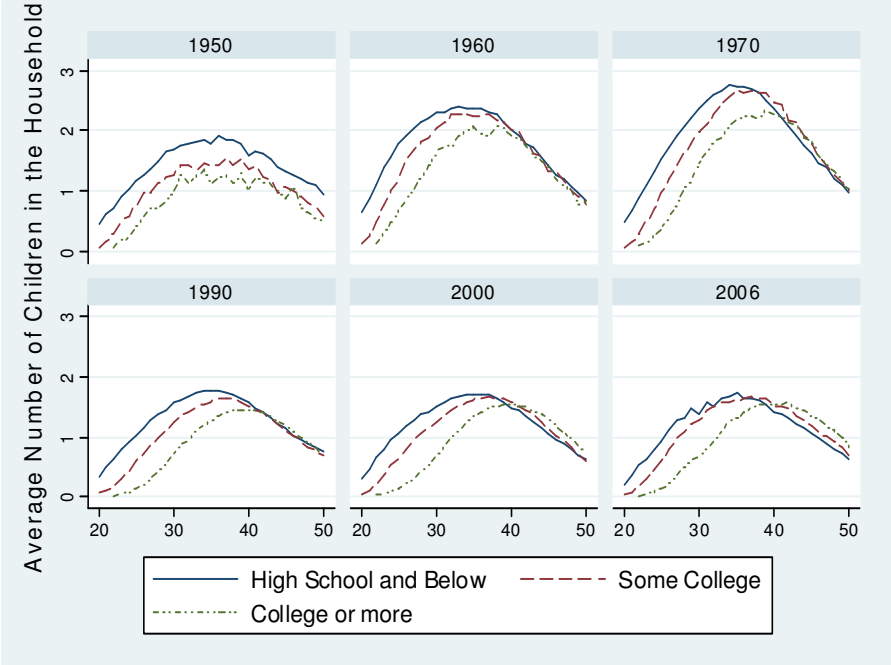 Average Number of Children in the Household
1950 1960 1970
3
2
1
0
1990 2000 2006
3
2
1
0
20 30 40 50 20 30 40 50 20 30 40 50
High School and Below Some College
College or more